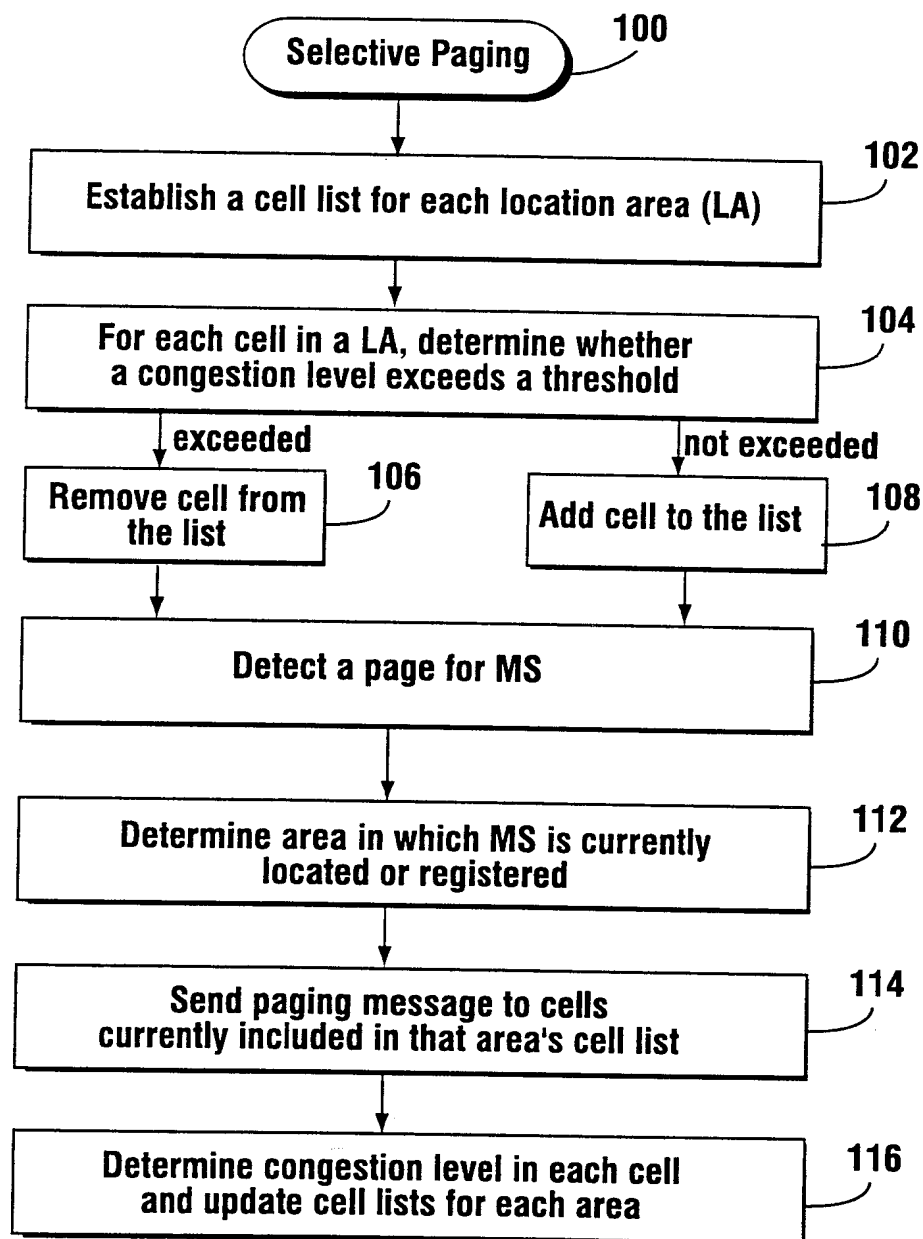 Selective Paging
100
Establish a cell list for each location area (LA)
102
For each cell in a LA, determine whether
a congestion level exceeds a threshold
104
exceeded
not exceeded
Remove cell from
the list
106
Add cell to the list
108
Detect a page for MS
110
Determine area in which MS is currently
located or registered
112
Send paging message to cells
currently included in that area's cell list
114
Determine congestion level in each cell
and update cell lists for each area
116